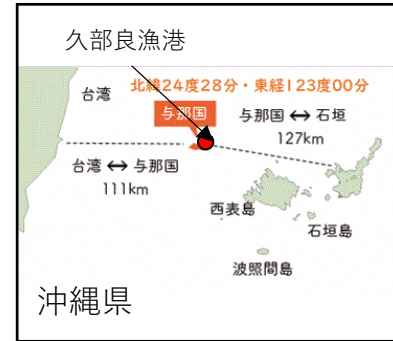 久部良漁港
北緯24度28分・東経123度00分
台湾
与那国
与那国 ↔ 石垣
127km
台湾 ↔ 与那国
111km
西表島
石垣島
波照間島
沖縄県